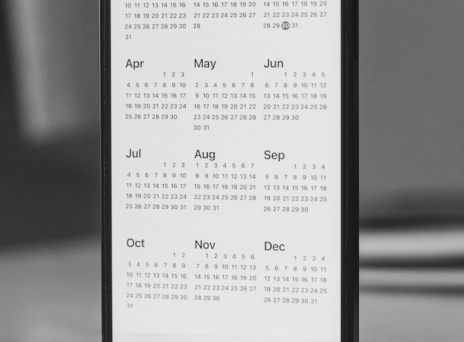 10 11 12 13 14 15 16 14 15 16 17 18 19 20 14 15 16 17 18 19 20
17 18 19 20 21 22 23 21 22 23 24 25 26 27 21 22 23 24 25 26 27
24 25 26 27 28 29 30 28 28 29 30 31
31
Apr May Jun
1 2 3 1 1 2 3 4 5
4 5 6 7 8 9 10 2 3 4 5 6 7 8 6 7 8 9 10 11 12
11 12 13 14 15 16 17 9 10 11 12 13 14 15 13 14 15 16 17 18 19
18 19 20 21 22 23 24 16 17 18 19 20 21 22 20 21 22 23 24 25 26
25 26 27 28 29 30 23 24 25 26 27 28 29 27 28 29 30
30 31
Jul Aug Sep
1 2 3 1 2 3 4 5 6 7 1 2 3 4
4 5 6 7 8 9 10 8 9 10 11 12 13 14 5 6 7 8 9 10 11
11 12 13 14 15 16 17 15 16 17 18 19 20 21 12 13 14 15 16 17 18
18 19 20 21 22 23 24 22 23 24 25 26 27 28 19 20 21 22 23 24 25
25 26 27 28 29 30 31 29 30 31 26 27 28 29 30
Oct Nov Dec
1 2 1 2 3 4 5 6 1 2 3 4
3 4 5 6 7 8 9 7 8 9 10 11 12 13 5 6 7 8 9 10 11
10 11 12 13 14 15 16 14 15 16 17 18 19 20 12 13 14 15 16 17 18
17 18 19 20 21 22 23 21 22 23 24 25 26 27 19 20 21 22 23 24 25
24 25 26 27 28 29 30 28 29 30 26 27 28 29 30 31
31